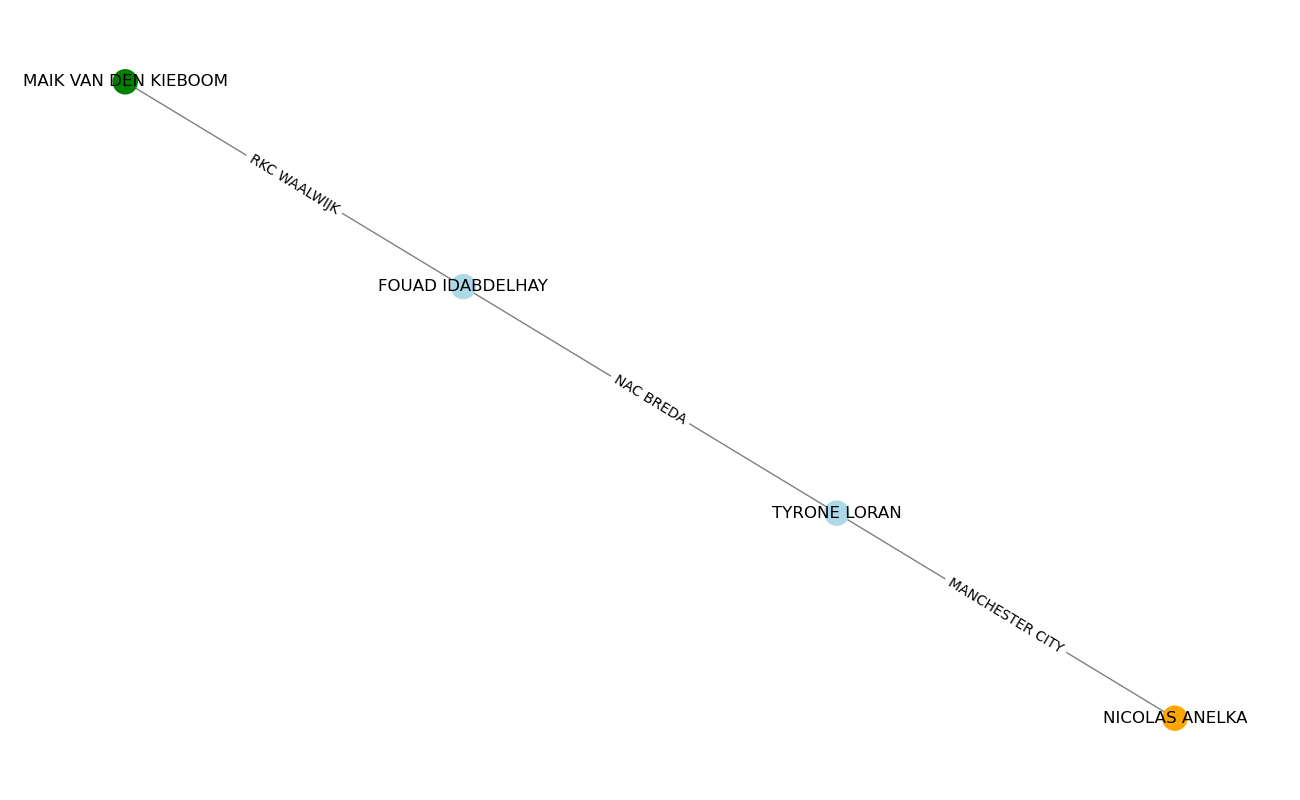 MAIK VAN DEN KIEBOOM
RKC WAALWIJK
FOUAD IDABDELHAY
NAC BREDA
TYRONE LORAN
MANCHESTER CITY
NICOLAS ANELKA